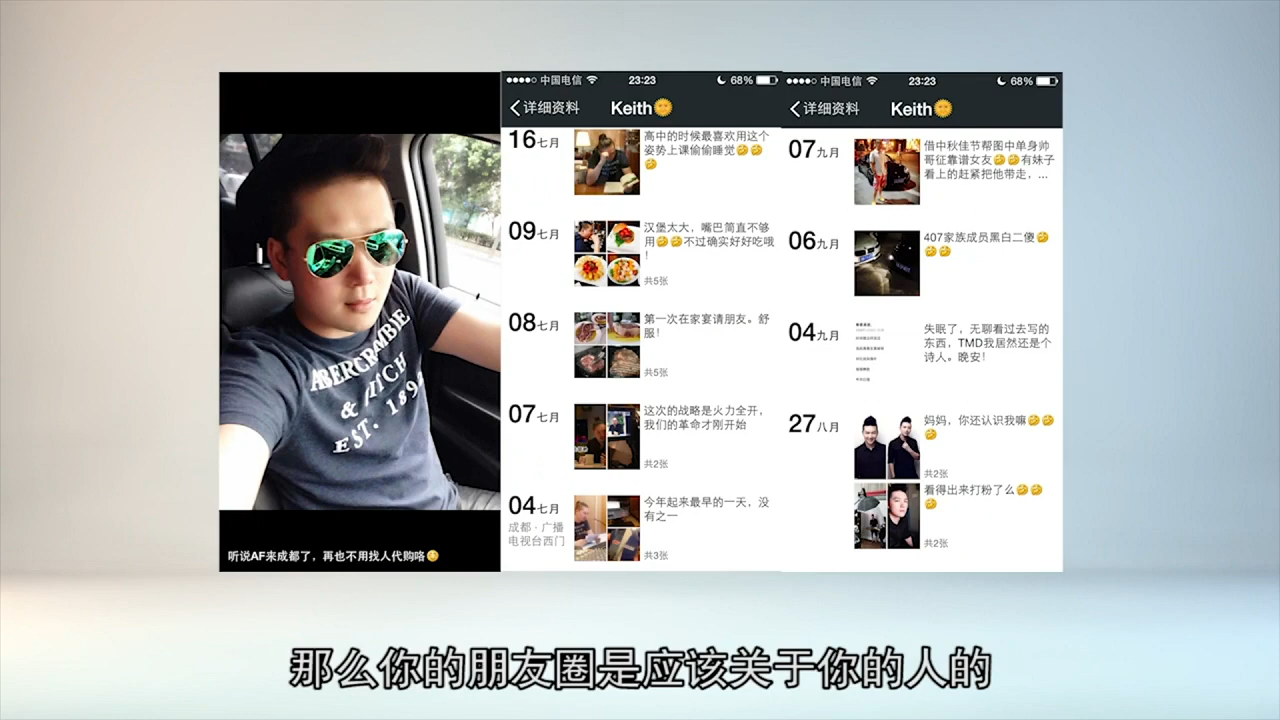 ABERCROMBIE
& FITCH
EST. 189
听说AF来成都了，再也不用找人代购咯
中国电信 23:23 68%
详细资料 Keith
16七月
高中的时候最喜欢用这个
姿势上课偷偷睡觉
09七月
汉堡太大，嘴巴简直不够
用🤣🤣不过确实好好吃哦
！
共5张
08七月
第一次在家宴请朋友。舒
服！
共5张
07七月
这次的战略是火力全开，
我们的革命才刚开始
共2张
04七月
成都 · 广播
电视台西门
今年起来最早的一天，没
有之一
共3张
中国电信 23:23 68%
详细资料 Keith
07九月
借中秋佳节帮图中单身帅
哥征靠谱女友🤣🤣有妹子
看上的赶紧把他带走，...
06九月
407家族成员黑白二傻
04九月
失眠了，无聊看过去写的
东西，TMD我居然还是个
诗人。晚安！
27八月
妈妈，你还认识我嘛
共2张
看得出来打粉了么
共2张
那么你的朋友圈是应该关于你的人的